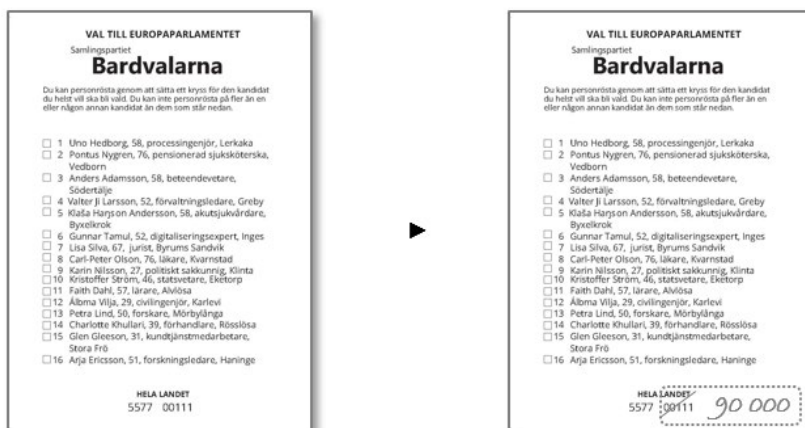 VAL TILL EUROPAPARLAMENTET
Samlingspartiet
Bardvalarna
Du kan personrösta genom att sätta ett kryss för den kandidat
du helst vill ska bli vald. Du kan inte personrösta på fler än en
eller någon annan kandidat än dem som står nedan.
1 Uno Hedborg, 58, processingenjör, Lerkaka
2 Pontus Nygren, 76, pensionerad sjuksköterska,
Vedborn
3 Anders Adamsson, 58, beteendevetare,
Södertälje
4 Valter Ji Larsson, 52, förvaltningsledare, Greby
5 Klaša Hanson Andersson, 58, akutsjukvårdare,
Byxelkrok
6 Gunnar Tamul, 52, digitaliseringsexpert, Inges
7 Lisa Silva, 67, jurist, Byrums Sandvik
8 Carl-Peter Olson, 76, läkare, Kvarnstad
9 Karin Nilsson, 27, politiskt sakkunnig, Klinta
10 Kristoffer Ström, 46, statsvetare, Eketorp
11 Faith Dahl, 57, lärare, Alvlösa
12 Álbma Vilja, 29, civilingenjör, Karlevi
13 Petra Lind, 50, forskare, Mörbylånga
14 Charlotte Khullari, 39, förhandlare, Rösslösa
15 Glen Gleeson, 31, kundtjänstmedarbetare,
Stora Frö
16 Arja Ericsson, 51, forskningsledare, Haninge
HELA LANDET
5577 00111
VAL TILL EUROPAPARLAMENTET
Samlingspartiet
Bardvalarna
Du kan personrösta genom att sätta ett kryss för den kandidat
du helst vill ska bli vald. Du kan inte personrösta på fler än en
eller någon annan kandidat än dem som står nedan.
1 Uno Hedborg, 58, processingenjör, Lerkaka
2 Pontus Nygren, 76, pensionerad sjuksköterska,
Vedborn
3 Anders Adamsson, 58, beteendevetare,
Södertälje
4 Valter Ji Larsson, 52, förvaltningsledare, Greby
5 Klaša Hanson Andersson, 58, akutsjukvårdare,
Byxelkrok
6 Gunnar Tamul, 52, digitaliseringsexpert, Inges
7 Lisa Silva, 67, jurist, Byrums Sandvik
8 Carl-Peter Olson, 76, läkare, Kvarnstad
9 Karin Nilsson, 27, politiskt sakkunnig, Klinta
10 Kristoffer Ström, 46, statsvetare, Eketorp
11 Faith Dahl, 57, lärare, Alvlösa
12 Álbma Vilja, 29, civilingenjör, Karlevi
13 Petra Lind, 50, forskare, Mörbylånga
14 Charlotte Khullari, 39, förhandlare, Rösslösa
15 Glen Gleeson, 31, kundtjänstmedarbetare,
Stora Frö
16 Arja Ericsson, 51, forskningsledare, Haninge
HELA LANDET
5577 00111 90 000